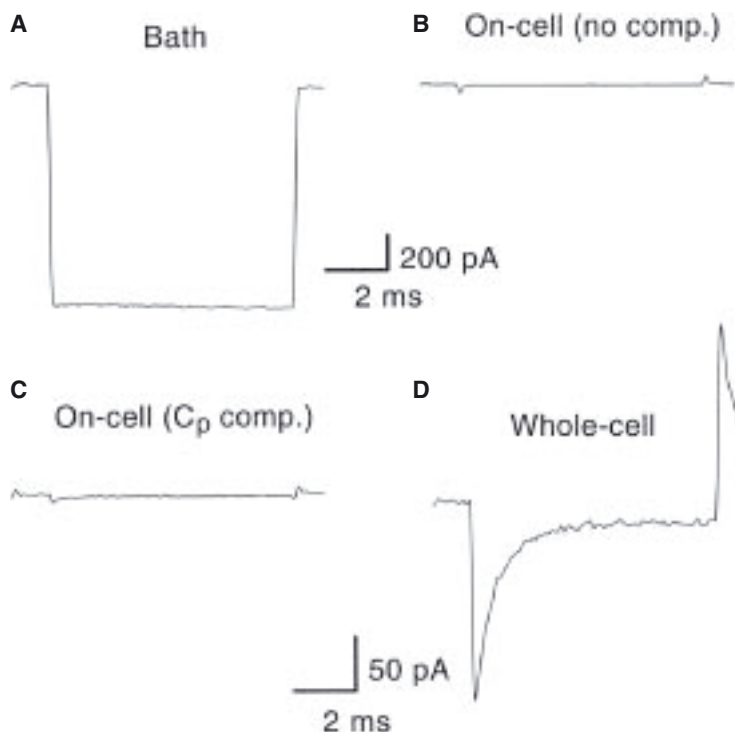 A
Bath
B
On-cell (no comp.)
200 pA
2 ms
C
On-cell (Cp comp.)
D
Whole-cell
50 pA
2 ms